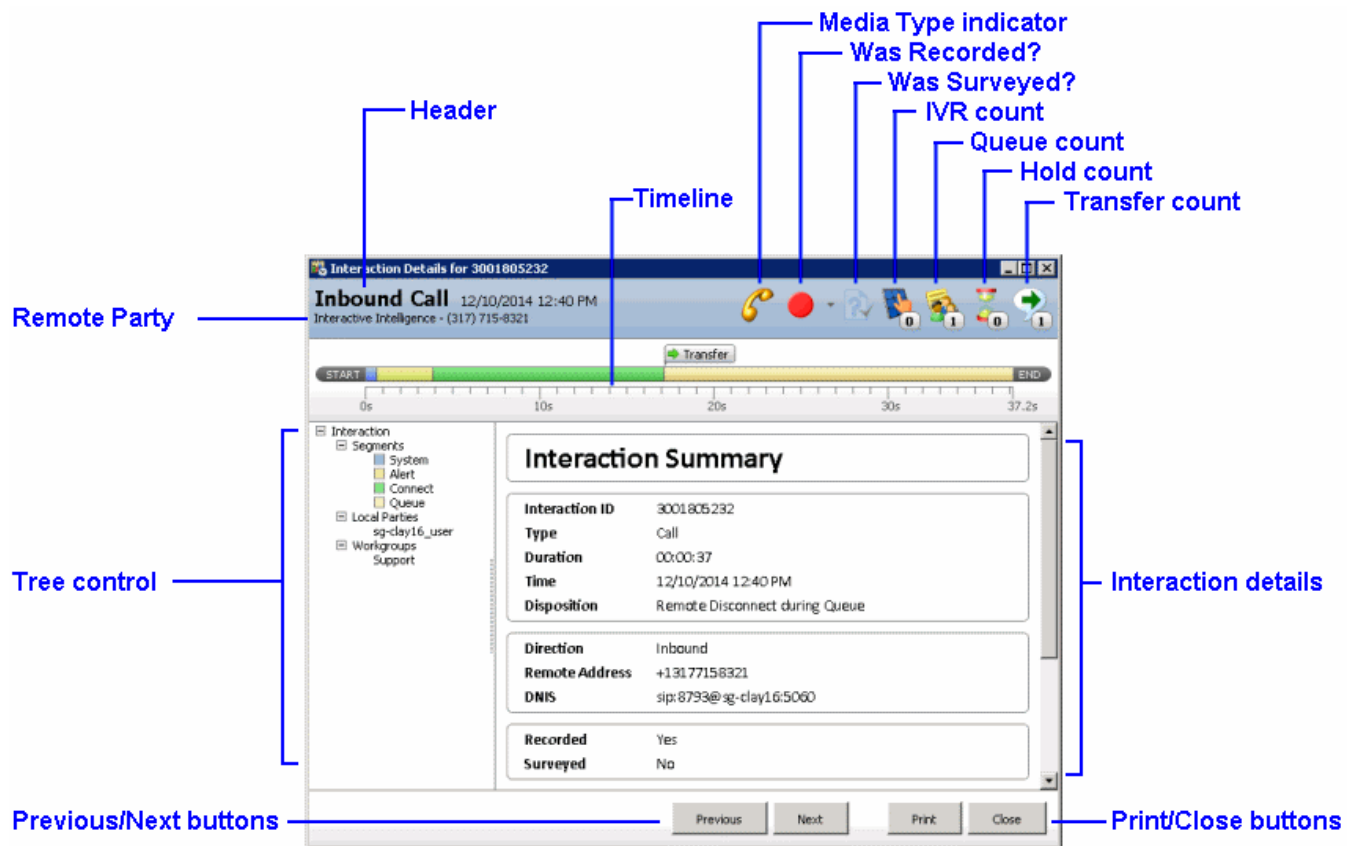 Media Type indicator
Was Recorded?
Was Surveyed?
IVR count
Queue count
Hold count
Transfer count
Header
Timeline
Remote Party
Interaction Details for 3001805232
Inbound Call 12/10/2014 12:40 PM
Interactive Intelligence - (317) 715-8321
0 1 0 1
Transfer
START END
0s 10s 20s 30s 37.2s
Tree control
Interaction
Segments
System
Alert
Connect
Queue
Local Parties
sg-clay16_user
Workgroups
Support
Interaction Summary
Interaction ID 3001805232
Type Call
Duration 00:00:37
Time 12/10/2014 12:40 PM
Disposition Remote Disconnect during Queue
Direction Inbound
Remote Address +13177158321
DNIS sip:8793@sg-clay16:5060
Recorded Yes
Surveyed No
Interaction details
Previous/Next buttons
Previous Next Print Close
Print/Close buttons